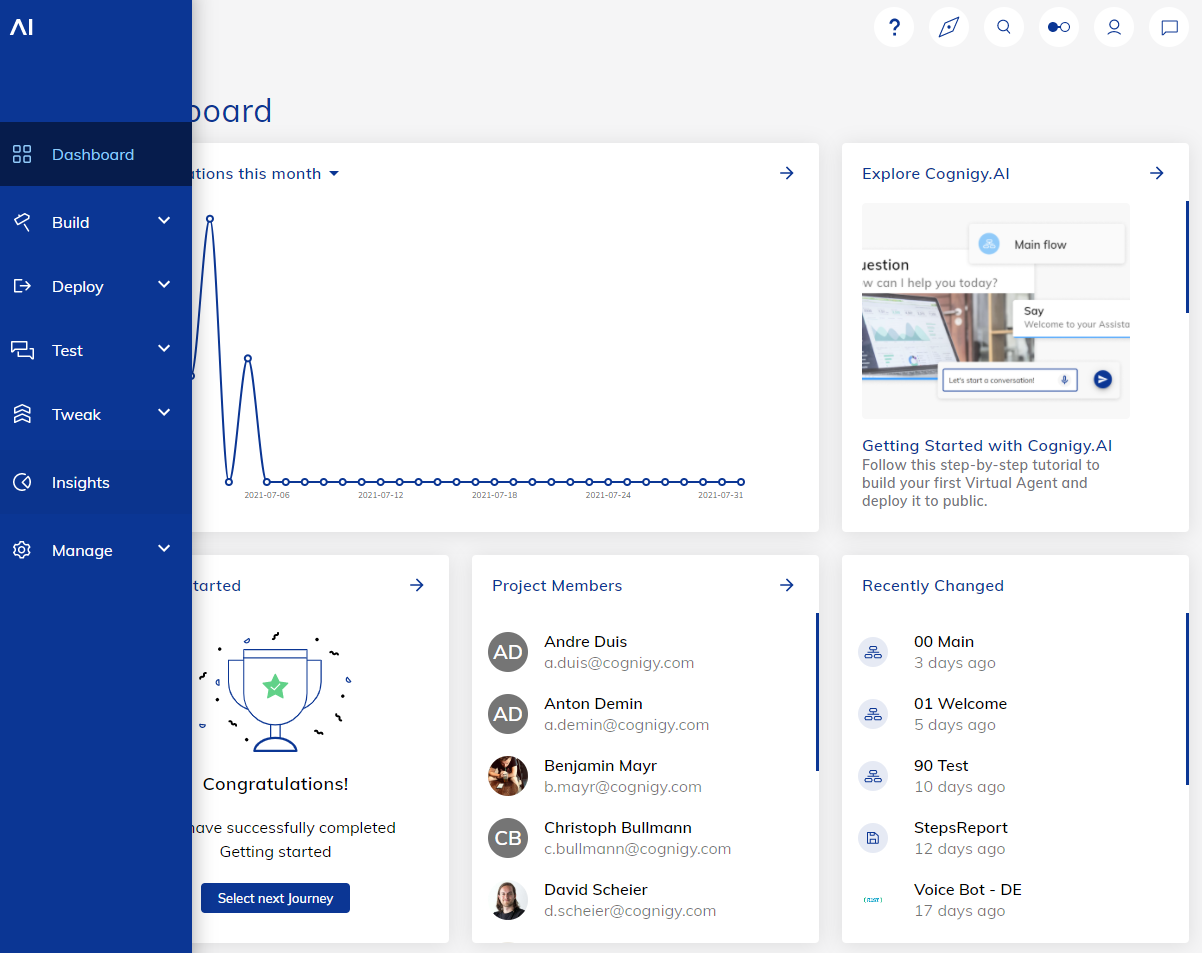 AI
?
board
Dashboard
Build
Deploy
Test
Tweak
Insights
Manage
ations this month
2021-07-06
2021-07-12
2021-07-18
2021-07-24
2021-07-31
Explore Cognigy.AI
Main flow
uestion
ow can I help you today?
Say
Welcome to your Assista
Let's start a conversation!
Getting Started with Cognigy.AI
Follow this step-by-step tutorial to
build your first Virtual Agent and
deploy it to public.
tarted
Congratulations!
have successfully completed
Getting started
Select next Journey
Project Members
AD
Andre Duis
a.duis@cognigy.com
AD
Anton Demin
a.demin@cognigy.com
Benjamin Mayr
b.mayr@cognigy.com
CB
Christoph Bullmann
c.bullmann@cognigy.com
David Scheier
d.scheier@cognigy.com
Recently Changed
00 Main
3 days ago
01 Welcome
5 days ago
90 Test
10 days ago
StepsReport
12 days ago
Voice Bot - DE
17 days ago